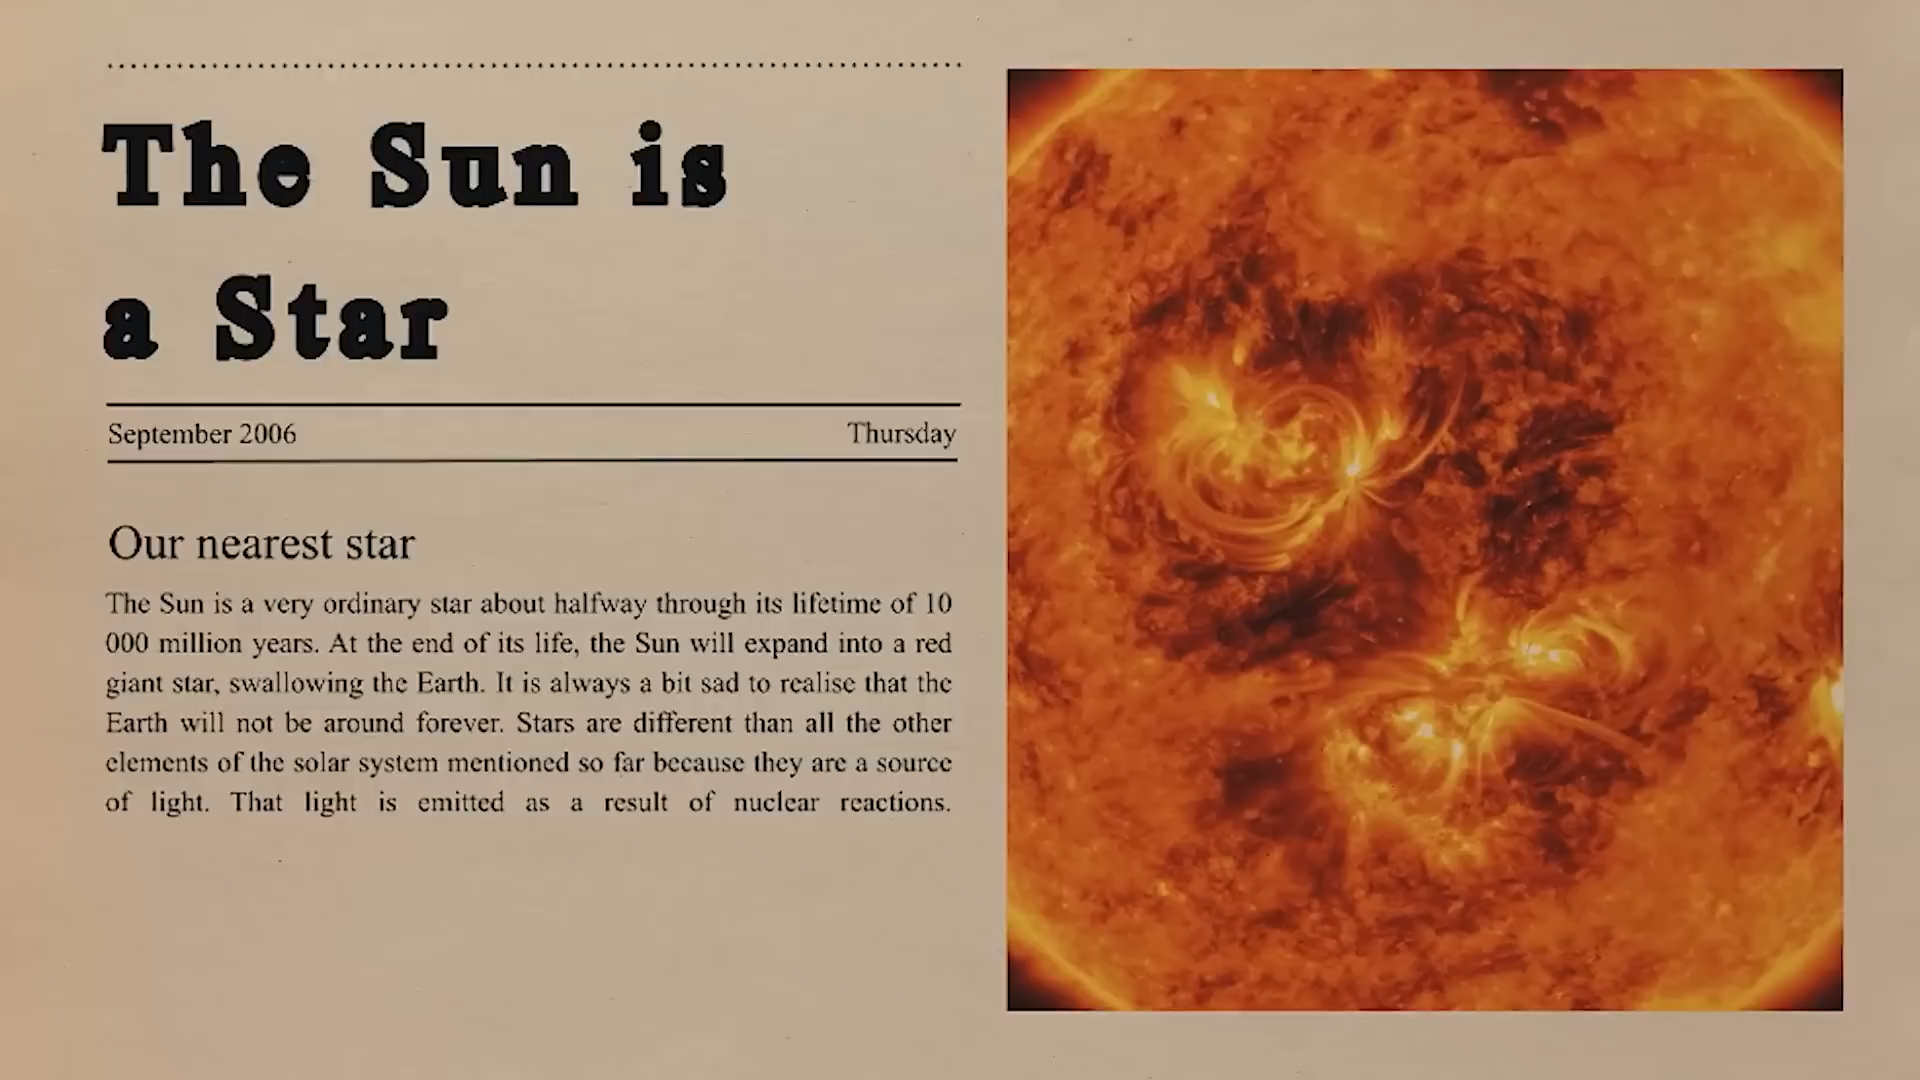 The Sun is
a Star
September 2006 Thursday
Our nearest star
The Sun is a very ordinary star about halfway through its lifetime of 10
000 million years. At the end of its life, the Sun will expand into a red
giant star, swallowing the Earth. It is always a bit sad to realise that the
Earth will not be around forever. Stars are different than all the other
elements of the solar system mentioned so far because they are a source
of light. That light is emitted as a result of nuclear reactions.